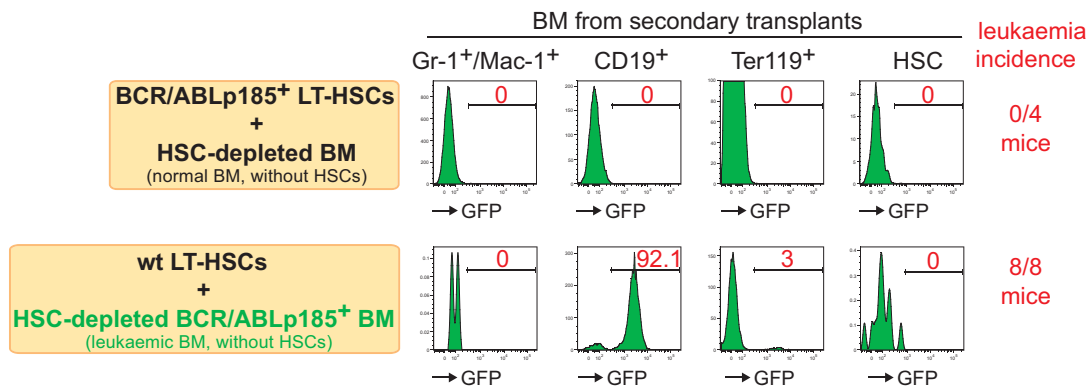 BM from secondary transplants
leukaemia
incidence
Gr-1⁺/Mac-1⁺ CD19⁺ Ter119⁺ HSC
BCR/ABLp185⁺ LT-HSCs
+
HSC-depleted BM
(normal BM, without HSCs)
0 0 0 0
0/4
mice
→ GFP → GFP → GFP → GFP
wt LT-HSCs
+
HSC-depleted BCR/ABLp185⁺ BM
(leukaemic BM, without HSCs)
0 92.1 3 0
8/8
mice
→ GFP → GFP → GFP → GFP